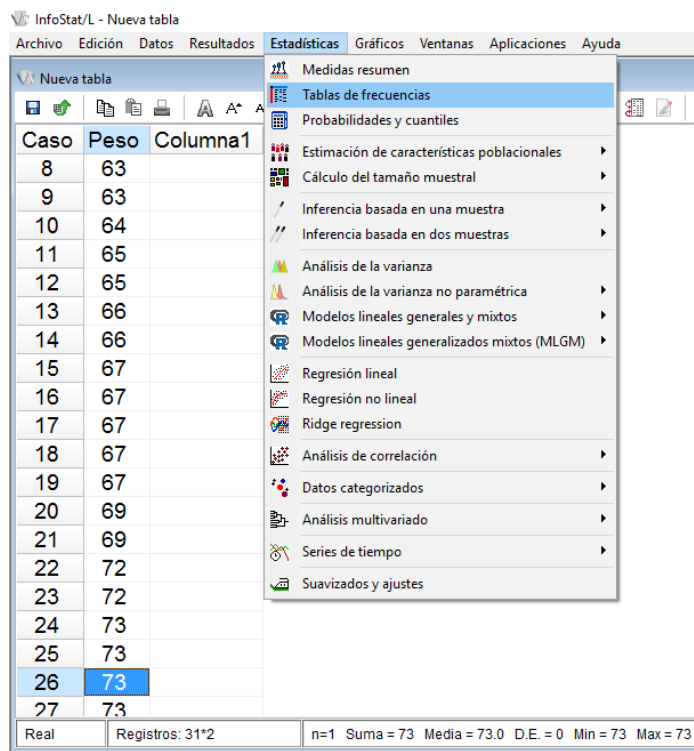 InfoStat/L - Nueva tabla
Archivo Edición Datos Resultados Estadísticas Gráficos Ventanas Aplicaciones Ayuda
Nueva tabla
Medidas resumen
Tablas de frecuencias
Probabilidades y cuantiles
Estimación de características poblacionales
Cálculo del tamaño muestral
Inferencia basada en una muestra
Inferencia basada en dos muestras
Análisis de la varianza
Análisis de la varianza no paramétrica
Modelos lineales generales y mixtos
Modelos lineales generalizados mixtos (MLGM)
Regresión lineal
Regresión no lineal
Ridge regression
Análisis de correlación
Datos categorizados
Análisis multivariado
Series de tiempo
Suavizados y ajustes
Caso Peso Columna1
8 63
9 63
10 64
11 65
12 65
13 66
14 66
15 67
16 67
17 67
18 67
19 67
20 69
21 69
22 72
23 72
24 73
25 73
26 73
27 73
Real Registros: 31*2 n=1 Suma = 73 Media = 73.0 D.E. = 0 Min = 73 Max = 73